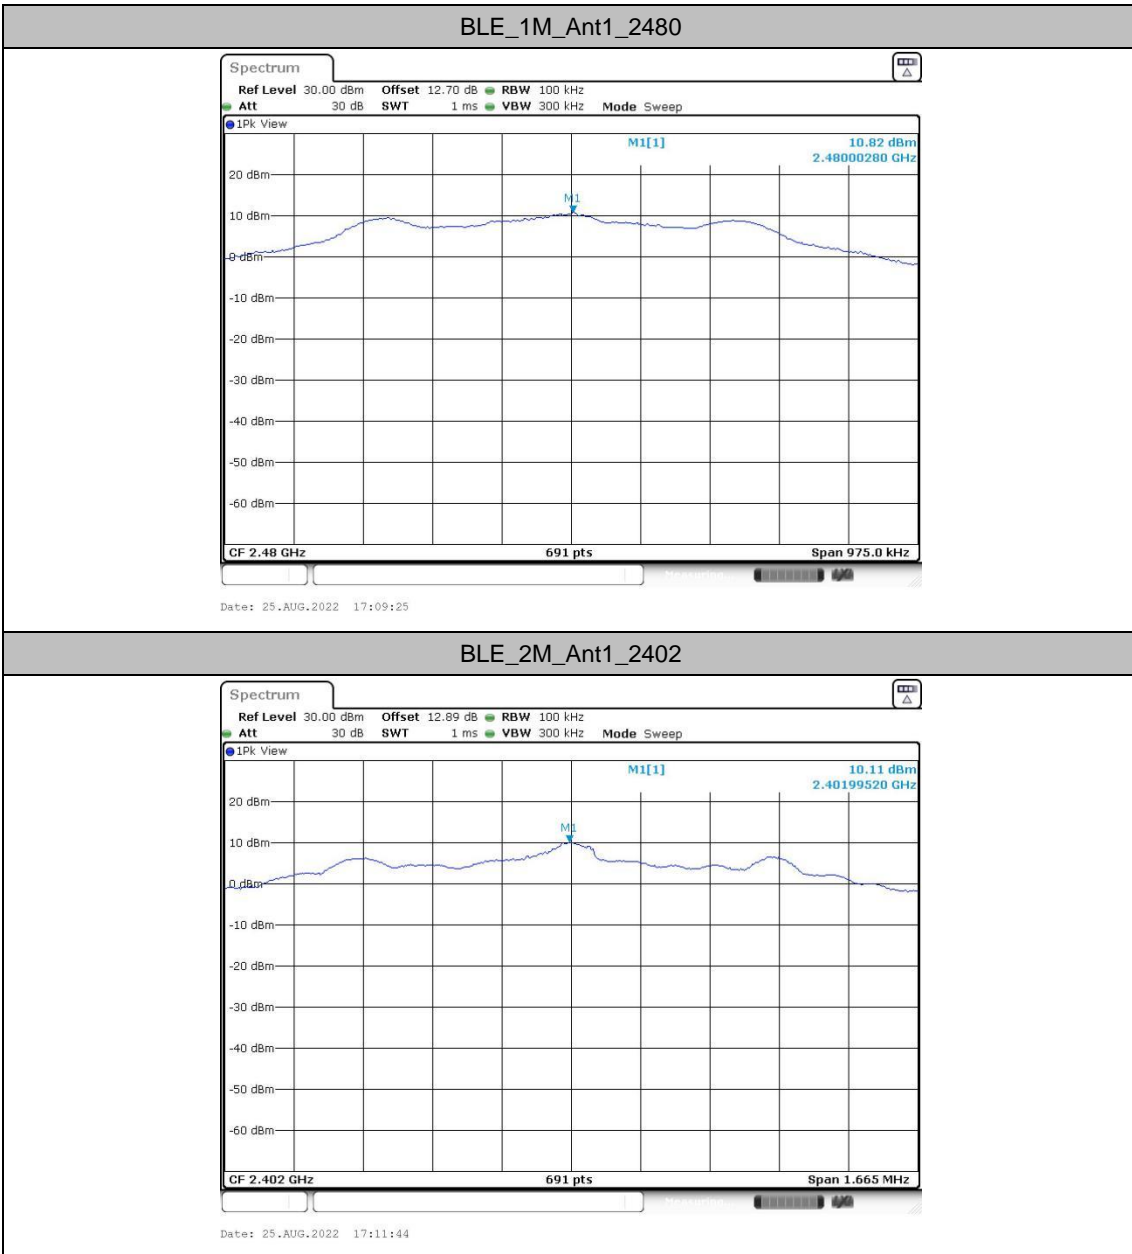 BLE_1M_Ant1_2480
Spectrum
Ref Level 30.00 dBm Offset 12.70 dB RBW 100 kHz
Att 30 dB SWT 1 ms VBW 300 kHz Mode Sweep
1Pk View
M1[1] 10.82 dBm
2.48000280 GHz
20 dBm
M1
10 dBm
0 dBm
-10 dBm
-20 dBm
-30 dBm
-40 dBm
-50 dBm
-60 dBm
CF 2.48 GHz 691 pts Span 975.0 kHz
Measuring...
Date: 25.AUG.2022 17:09:25
BLE_2M_Ant1_2402
Spectrum
Ref Level 30.00 dBm Offset 12.89 dB RBW 100 kHz
Att 30 dB SWT 1 ms VBW 300 kHz Mode Sweep
1Pk View
M1[1] 10.11 dBm
2.40199520 GHz
20 dBm
M1
10 dBm
0 dBm
-10 dBm
-20 dBm
-30 dBm
-40 dBm
-50 dBm
-60 dBm
CF 2.402 GHz 691 pts Span 1.665 MHz
Measuring...
Date: 25.AUG.2022 17:11:44